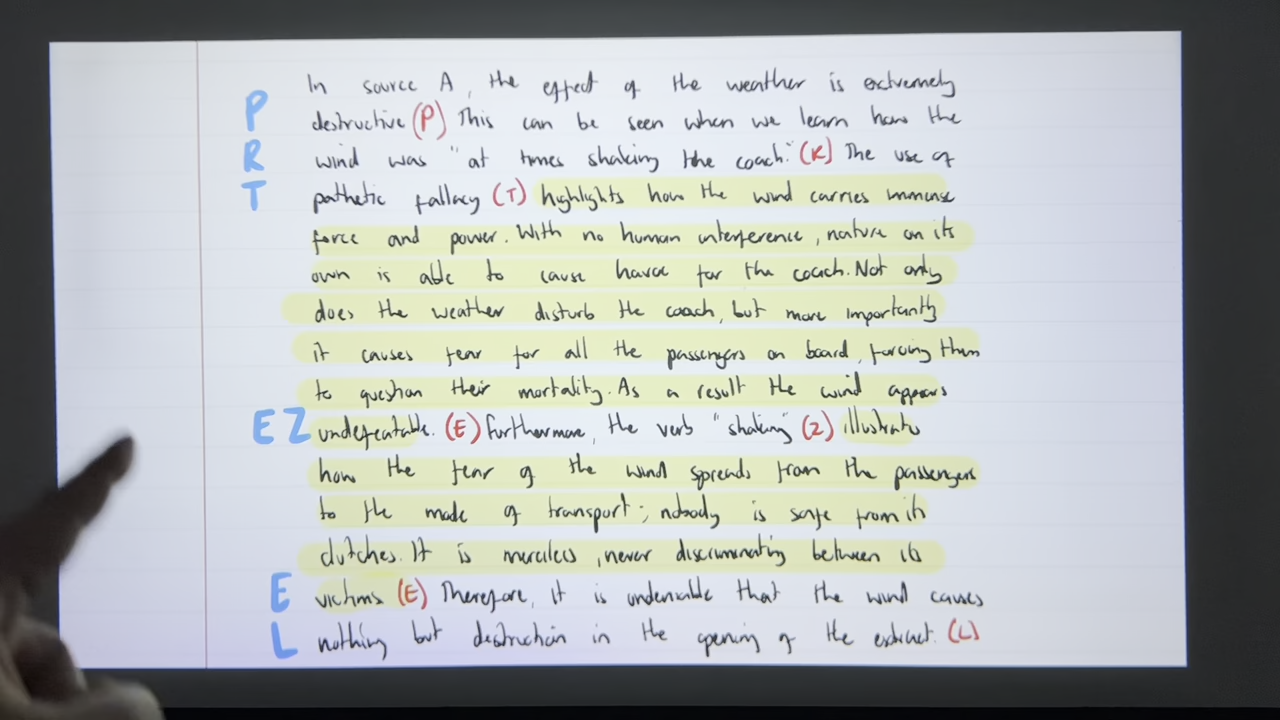 In source A, the effect of the weather is extremely
P destructive (P) This can be seen when we learn how the
R wind was "at times shaking the coach." (R) The use of
T pathetic fallacy (T) highlights how the wind carries immense
force and power. With no human interference, nature on its
own is able to cause havoc for the coach. Not only
does the weather disturb the coach, but more importantly
it causes fear for all the passengers on board, forcing them
to question their mortality. As a result the wind appears
E Z undefeatable. (E) Furthermore, the verb "shaking" (Z) illustrates
how the fear of the wind spreads from the passengers
to the mode of transport; nobody is safe from its
clutches. It is merciless, never discriminating between its
E victims (E) Therefore, it is undeniable that the wind causes
L nothing but destruction in the opening of the extract. (L)